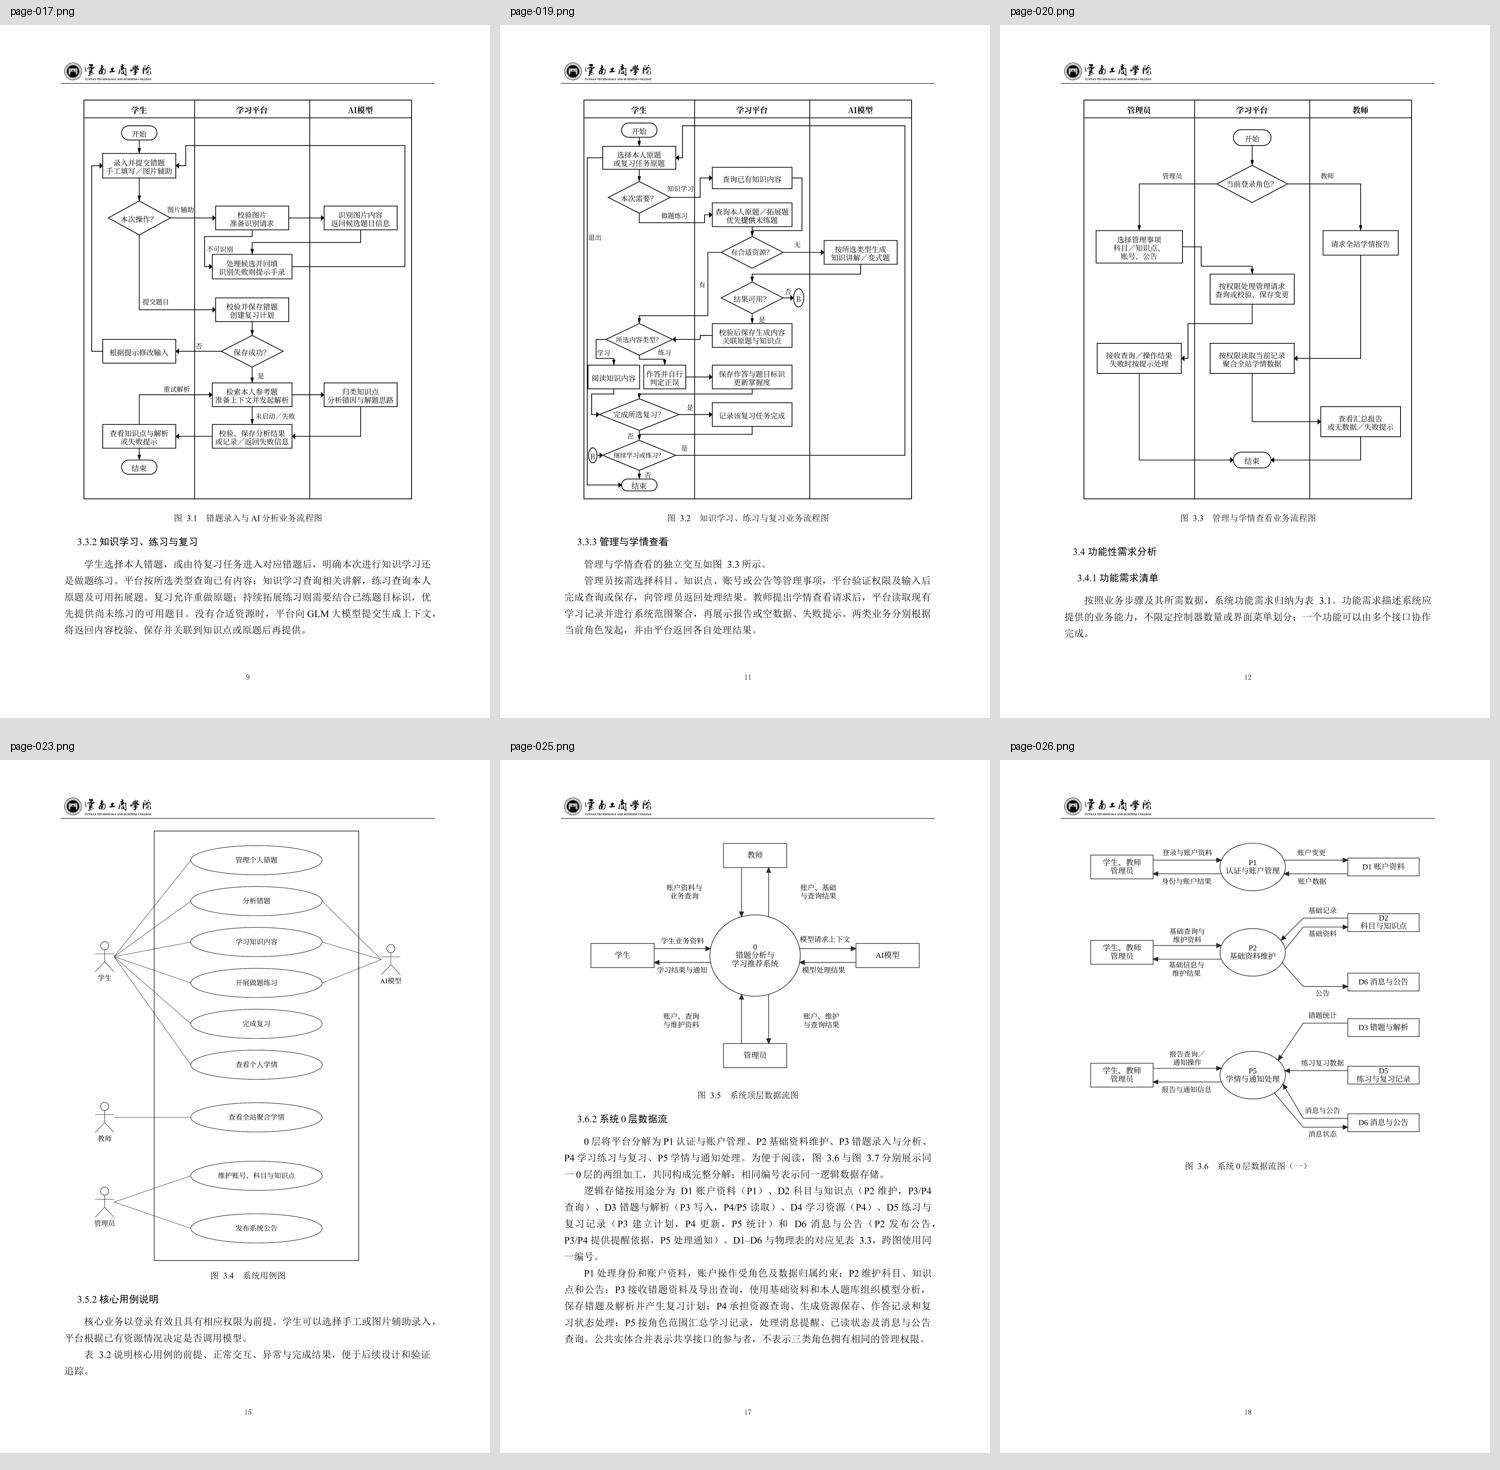 page-017.png
雲南工商學院
YUNNAN TECHNOLOGY AND BUSINESS COLLEGE
学生
学习平台
AI模型
开始
录入并提交错题
手工填写／图片辅助
本次操作?
图片辅助
校验图片
准备识别请求
识别图片内容
返回候选题目信息
不可识别
处理候选并回填
识别失败则提示手录
提交题目
校验并保存错题
创建复习计划
根据提示修改输入
否
保存成功?
是
重试解析
检索本人参考题
准备上下文并发起解析
归类知识点
分析错因与解题思路
未启动／失败
查看知识点与解析
或失败提示
校验、保存分析结果
或记录／返回失败信息
结束
图 3.1 错题录入与 AI 分析业务流程图
3.3.2 知识学习、练习与复习
学生选择本人错题，或由待复习任务进入对应错题后，明确本次进行知识学习还
是做题练习。平台按所选类型查询已有内容：知识学习查询相关讲解，练习查询本人
原题及可用拓展题。复习允许重做原题；持续拓展练习则需要结合已练题目标识，优
先提供尚未练习的可用题目。没有合适资源时，平台向 GLM 大模型提交生成上下文，
将返回内容校验、保存并关联到知识点或原题后再提供。
9
page-019.png
雲南工商學院
YUNNAN TECHNOLOGY AND BUSINESS COLLEGE
学生
学习平台
AI模型
开始
选择本人原题
或复习任务原题
本次需要?
知识学习
查询已有知识内容
做题练习
查询本人原题／拓展题
优先提供未练题
退出
有合适资源?
无
按所选类型生成
知识讲解／变式题
有
结果可用?
否
B
是
所选内容类型?
校验后保存生成内容
关联原题与知识点
学习
练习
阅读知识内容
作答并自行
判定正误
保存作答与题目标识
更新掌握度
完成所选复习?
是
记录该复习任务完成
否
B
继续学习或练习?
是
否
结束
图 3.2 知识学习、练习与复习业务流程图
3.3.3 管理与学情查看
管理与学情查看的独立交互如图 3.3 所示。
管理员按需选择科目、知识点、账号或公告等管理事项，平台验证权限及输入后
完成查询或保存，向管理员返回处理结果。教师提出学情查看请求后，平台读取现有
学习记录并进行系统范围聚合，再展示报告或空数据、失败提示。两类业务分别根据
当前角色发起，并由平台返回各自处理结果。
11
page-020.png
雲南工商學院
YUNNAN TECHNOLOGY AND BUSINESS COLLEGE
管理员
学习平台
教师
开始
管理员
当前登录角色?
教师
选择管理事项
科目／知识点、
账号、公告
请求全站学情报告
按权限处理管理请求
查询或校验、保存变更
接收查询／操作结果
失败时按提示处理
按权限读取当前记录
聚合全站学情数据
查看汇总报告
或无数据／失败提示
结束
图 3.3 管理与学情查看业务流程图
3.4 功能性需求分析
3.4.1 功能需求清单
按照业务步骤及其所需数据，系统功能需求归纳为表 3.1。功能需求描述系统应
提供的业务能力，不限定控制器数量或界面菜单划分；一个功能可以由多个接口协作
完成。
12
page-023.png
雲南工商學院
YUNNAN TECHNOLOGY AND BUSINESS COLLEGE
管理个人错题
分析错题
学习知识内容
学生
AI模型
开展做题练习
完成复习
查看个人学情
教师
查看全站聚合学情
维护账号、科目与知识点
管理员
发布系统公告
图 3.4 系统用例图
3.5.2 核心用例说明
核心业务以登录有效且具有相应权限为前提。学生可以选择手工或图片辅助录入，
平台根据已有资源情况决定是否调用模型。
表 3.2 说明核心用例的前提、正常交互、异常与完成结果，便于后续设计和验证
追踪。
15
page-025.png
雲南工商學院
YUNNAN TECHNOLOGY AND BUSINESS COLLEGE
教师
账户资料与
业务查询
账户、基础
与查询结果
学生
学生业务资料
学习结果与通知
0
错题分析与
学习推荐系统
模型请求上下文
模型处理结果
AI模型
账户、查询
与维护资料
账户、维护
与查询结果
管理员
图 3.5 系统顶层数据流图
3.6.2 系统 0 层数据流
0 层将平台分解为 P1 认证与账户管理、P2 基础资料维护、P3 错题录入与分析、
P4 学习练习与复习、P5 学情与通知处理。为便于阅读，图 3.6 与图 3.7 分别展示同
一 0 层的两组加工，共同构成完整分解；相同编号表示同一逻辑数据存储。
逻辑存储按用途分为 D1 账户资料（P1）、D2 科目与知识点（P2 维护，P3/P4
查询）、D3 错题与解析（P3 写入，P4/P5 读取）、D4 学习资源（P4）、D5 练习与
复习记录（P3 建立计划，P4 更新，P5 统计）和 D6 消息与公告（P2 发布公告，
P3/P4 提供提醒依据，P5 处理通知）。D1–D6 与物理表的对应见表 3.3，跨图使用同
一编号。
P1 处理身份和账户资料，账户操作受角色及数据归属约束；P2 维护科目、知识
点和公告；P3 接收错题资料及导出查询，使用基础资料和本人题库组织模型分析，
保存错题及解析并产生复习计划；P4 承担资源查询、生成资源保存、作答记录和复
习状态处理；P5 按角色范围汇总学习记录，处理消息提醒、已读状态及消息与公告
查询。公共实体合并表示共享接口的参与者，不表示三类角色拥有相同的管理权限。
17
page-026.png
雲南工商學院
YUNNAN TECHNOLOGY AND BUSINESS COLLEGE
学生、教师
管理员
登录与账户资料
身份与账户结果
P1
认证与账户管理
账户变更
账户数据
D1 账户资料
学生、教师
管理员
基础查询与
维护资料
基础信息与
维护结果
P2
基础资料维护
基础记录
基础资料
D2
科目与知识点
公告
D6 消息与公告
学生、教师
管理员
报告查询／
通知操作
报告与通知信息
P5
学情与通知处理
错题统计
D3 错题与解析
练习复习数据
D5
练习与复习记录
消息与公告
消息状态
D6 消息与公告
图 3.6 系统 0 层数据流图（一）
18